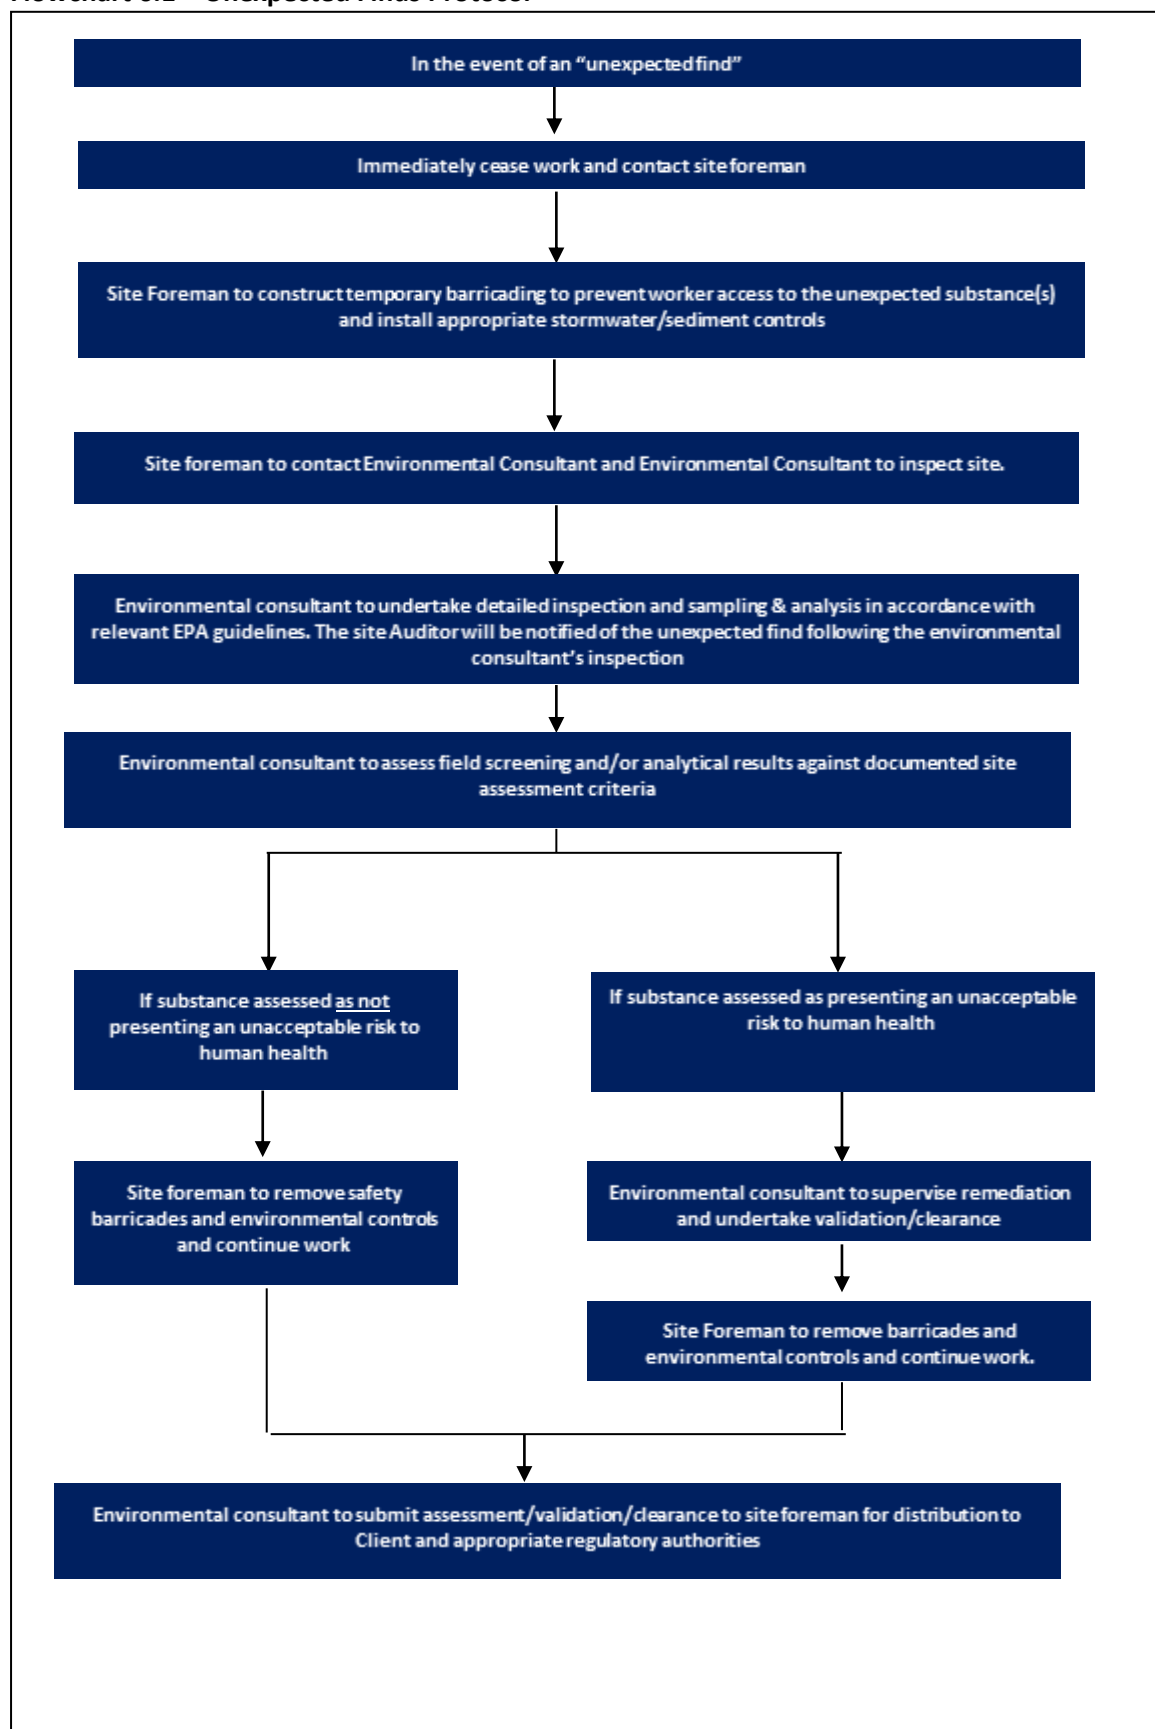 Flowchart 6.1 – Unexpected Finds Protocol
In the event of an “unexpected find”
Immediately cease work and contact site foreman
Site Foreman to construct temporary barricading to prevent worker access to the unexpected substance(s)
and install appropriate stormwater/sediment controls
Site foreman to contact Environmental Consultant and Environmental Consultant to inspect site.
Environmental consultant to undertake detailed inspection and sampling & analysis in accordance with
relevant EPA guidelines. The site Auditor will be notified of the unexpected find following the environmental
consultant’s inspection
Environmental consultant to assess field screening and/or analytical results against documented site
assessment criteria
If substance assessed as not
presenting an unacceptable risk to
human health
If substance assessed as presenting an unacceptable
risk to human health
Site foreman to remove safety
barricades and environmental controls
and continue work
Environmental consultant to supervise remediation
and undertake validation/clearance
Site Foreman to remove barricades and
environmental controls and continue work.
Environmental consultant to submit assessment/validation/clearance to site foreman for distribution to
Client and appropriate regulatory authorities